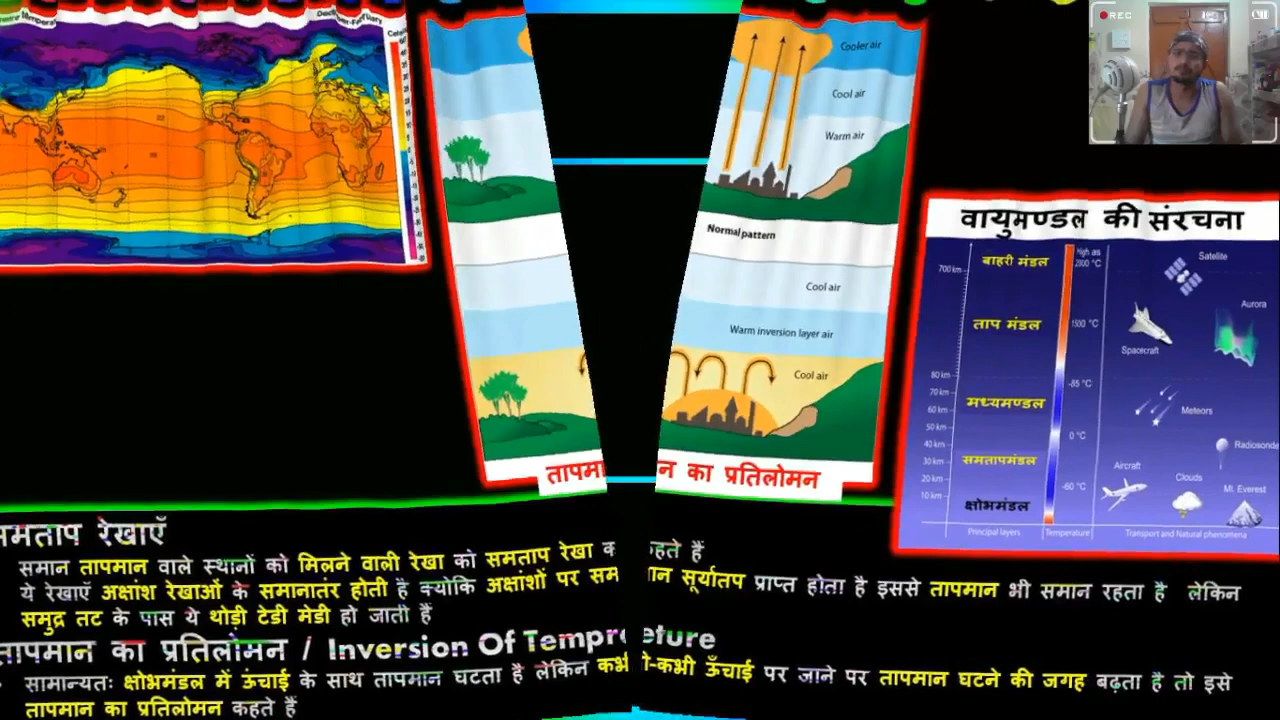 Cooler air
Cool air
Warm air
Normal pattern
Cool air
Warm inversion layer air
Cool air
तापमा न का प्रतिलोमन
REC
वायुमण्डल की संरचना
700 km
80 km
70 km
60 km
50 km
40 km
30 km
20 km
10 km
बाहरी मंडल
ताप मंडल
मध्यमण्डल
समतापमंडल
क्षोभमंडल
High as
-85 °C
0 °C
-60 °C
Satellite
Aurora
Spacecraft
Meteors
Radiosonde
Aircraft
Clouds
Mt. Everest
Principal layers
Temperature
Transport and Natural phenomena
समताप रेखाएँ
समान तापमान वाले स्थानों को मिलने वाली रेखा को समताप रेखा क हते हैं
ये रेखाएँ अक्षांश रेखाओं के समानातंर होती है क्योकि अक्षांशों पर सम ान सूर्यातप प्राप्त होता है इससे तापमान भी समान रहता है लेकिन
समुद्र तट के पास ये थोड़ी टेडी मेडी हो जाती हैं
तापमान का प्रतिलोमन / Inversion Of Tempreture
सामान्यतः क्षोभमंडल में ऊंचाई के साथ तापमान घटता है लेकिन कभी-कभी ऊँचाई पर जाने पर तापमान घटने की जगह बढ़ता है तो इसे
तापमान का प्रतिलोमन कहते हैं